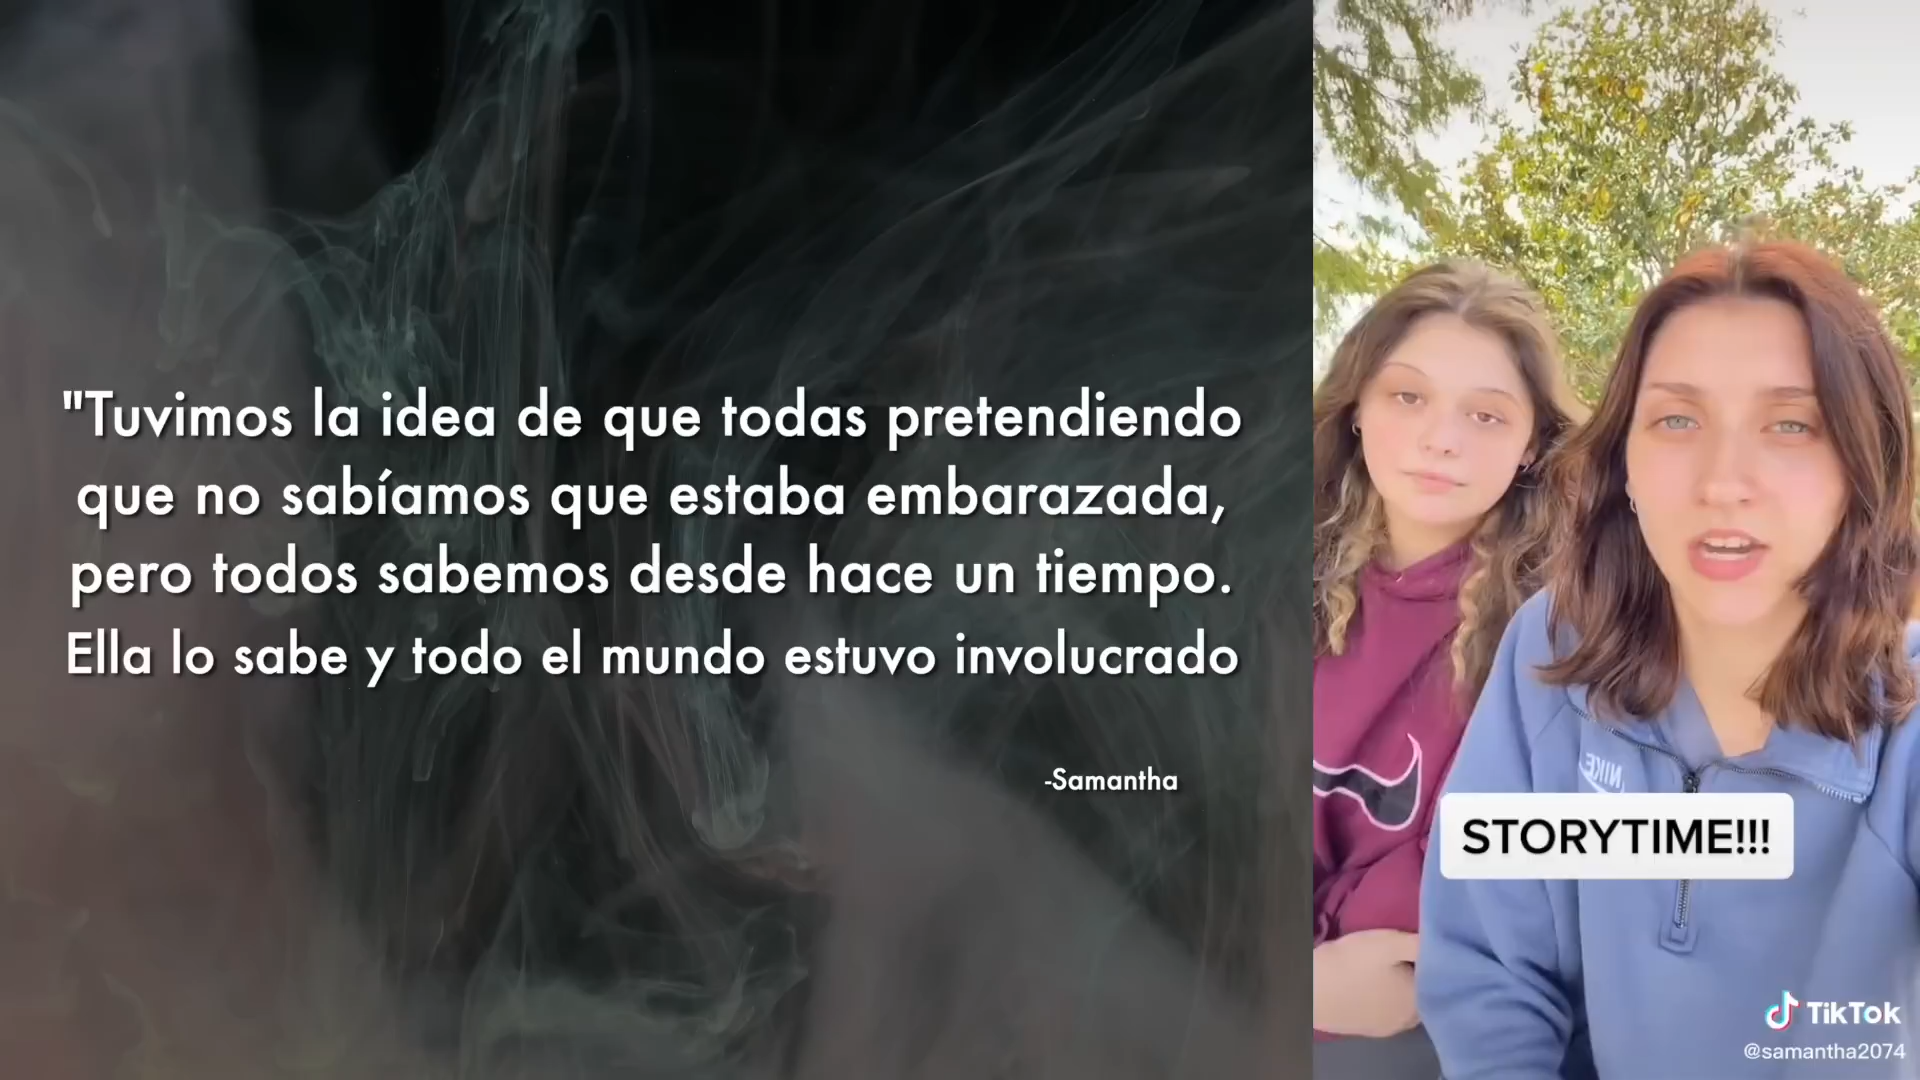 "Tuvimos la idea de que todas pretendiendo
que no sabíamos que estaba embarazada,
pero todos sabemos desde hace un tiempo.
Ella lo sabe y todo el mundo estuvo involucrado
-Samantha
NIKE
STORYTIME!!!
TikTok
@samantha2074